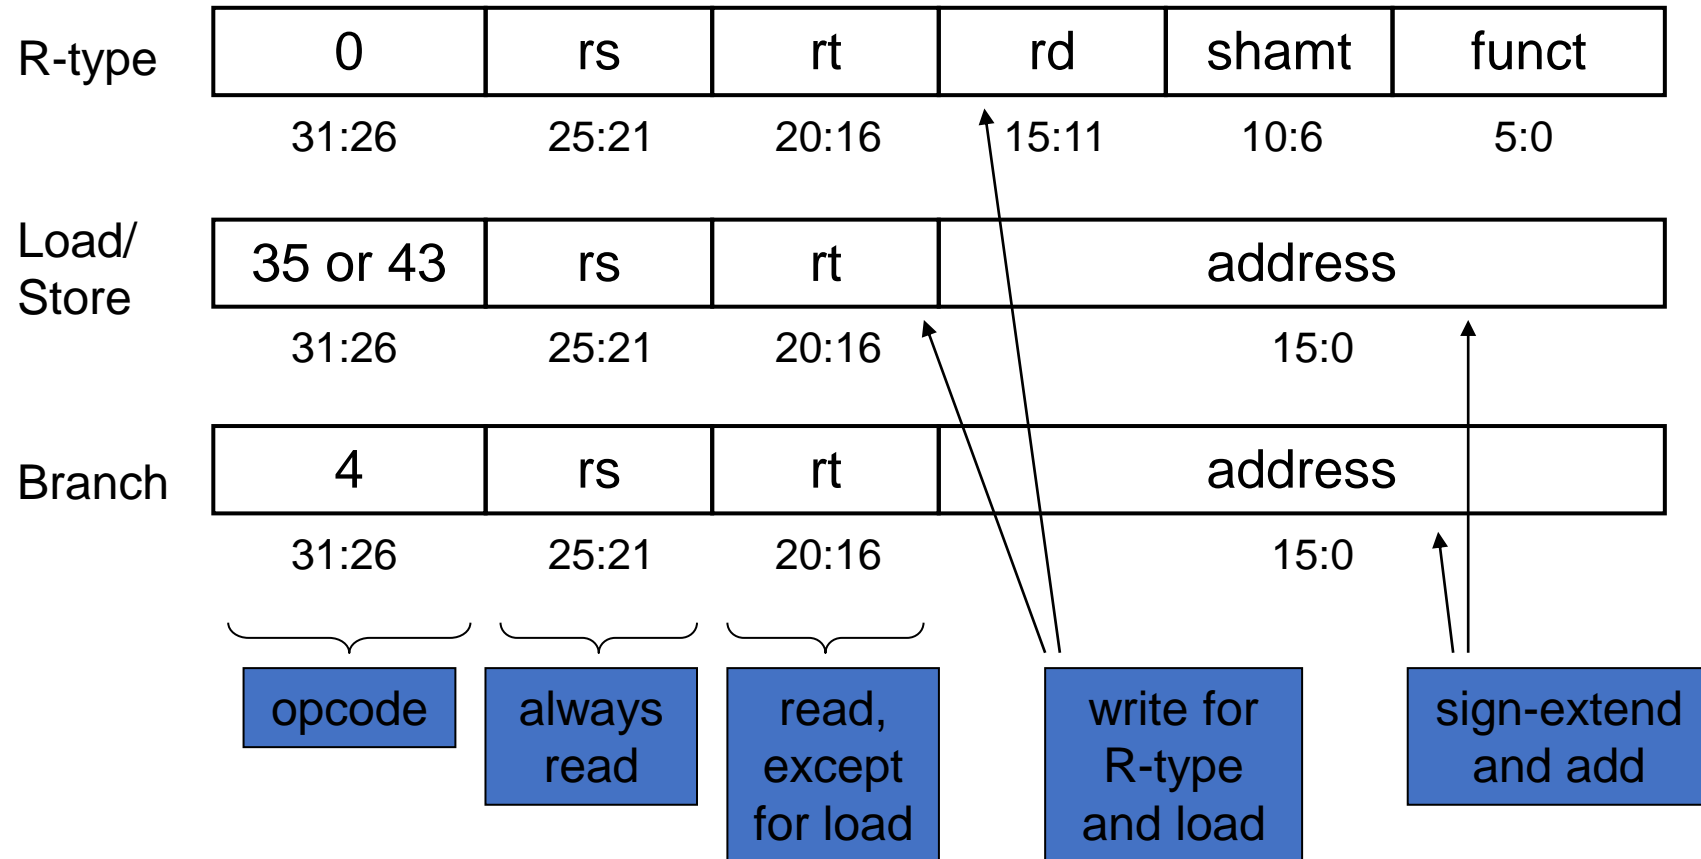 R-type 0 rs rt rd shamt funct
31:26 25:21 20:16 15:11 10:6 5:0
Load/
Store
35 or 43 rs rt address
31:26 25:21 20:16 15:0
Branch 4 rs rt address
31:26 25:21 20:16 15:0
opcode
always
read
read,
except
for load
write for
R-type
and load
sign-extend
and add